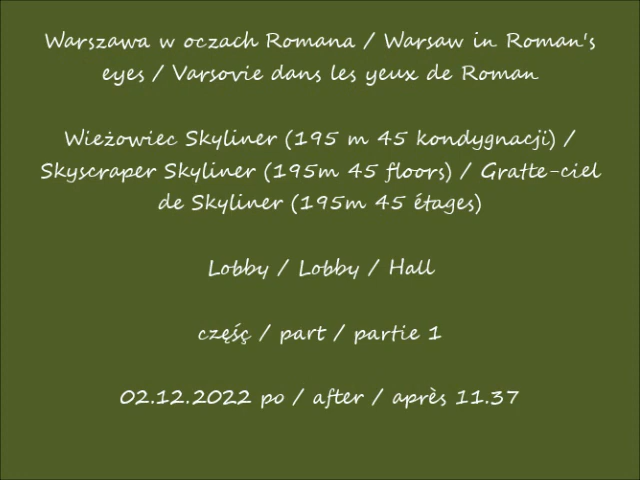 Warszawa w oczach Romana / Warsaw in Roman's
eyes / Varsovie dans les yeux de Roman
Wieżowiec Skyliner (195 m 45 kondygnacji) /
Skyscraper Skyliner (195m 45 floors) / Gratte-ciel
de Skyliner (195m 45 étages)
Lobby / Lobby / Hall
częśç / part / partie 1
02.12.2022 po / after / après 11.37